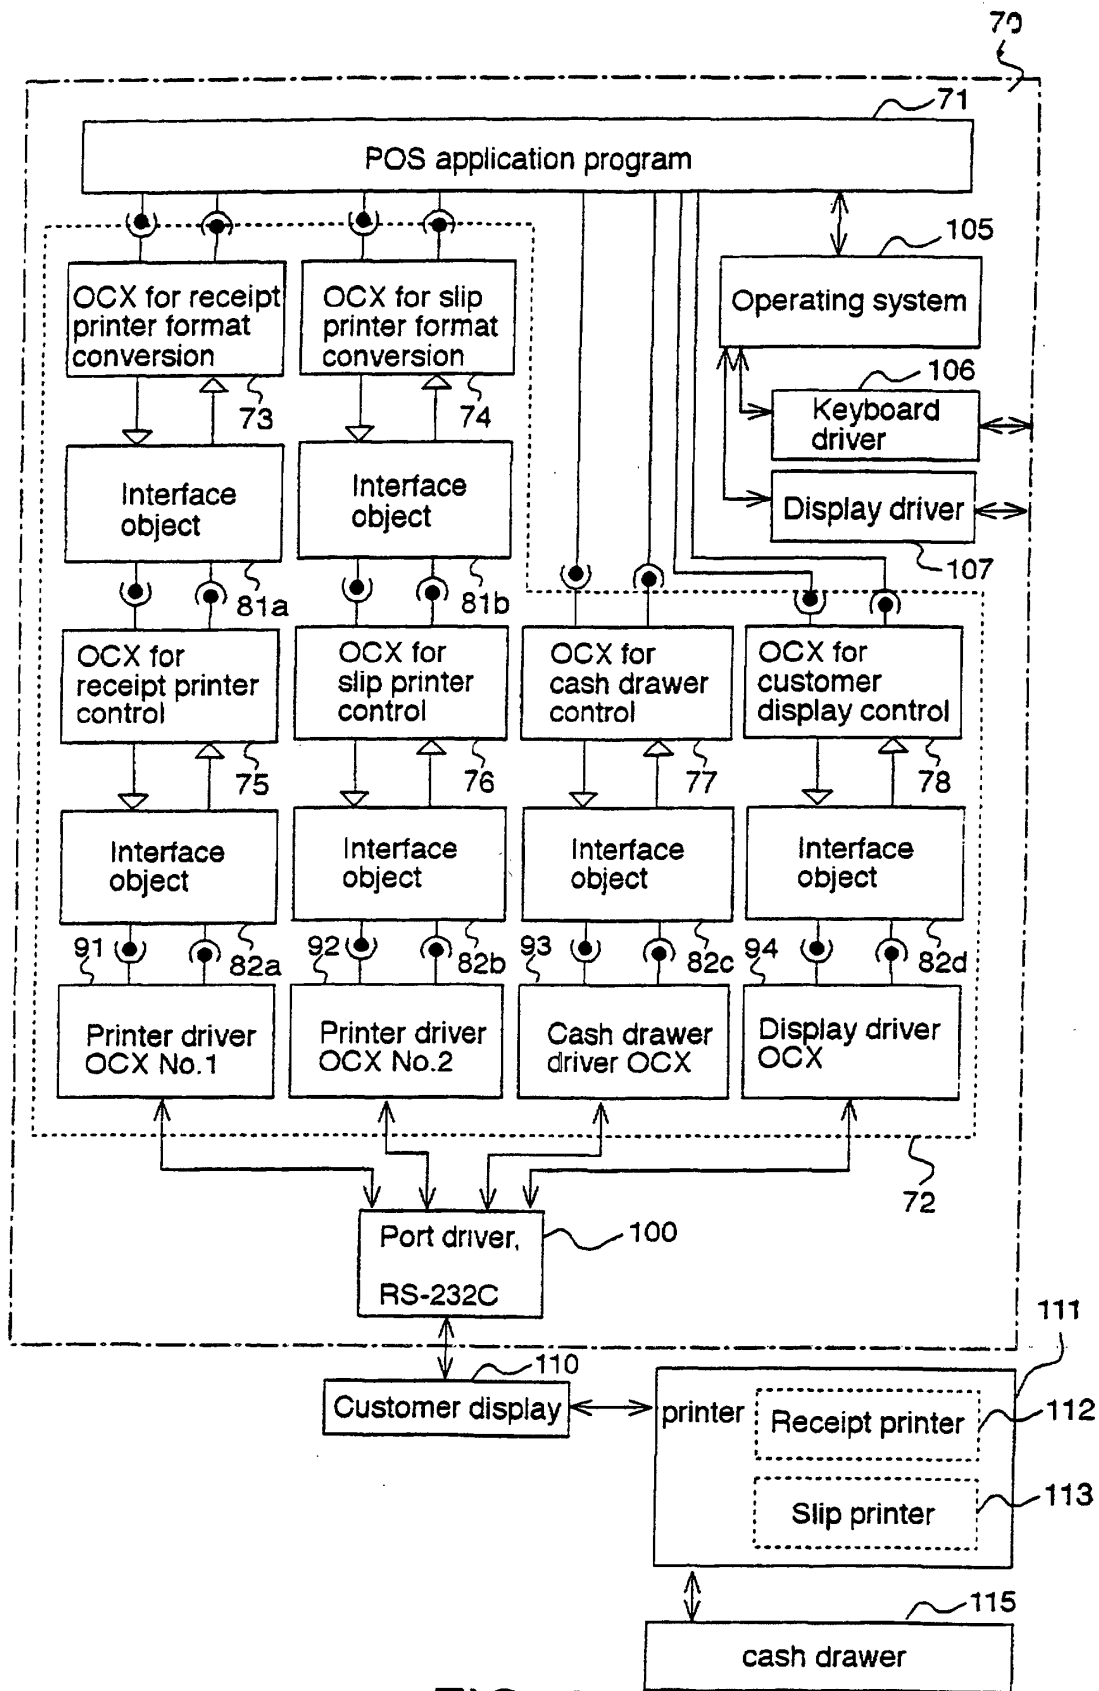 70
71
POS application program
105
OCX for receipt
printer format
conversion
OCX for slip
printer format
conversion
Operating system
73
74
106
Keyboard
driver
Interface
object
Interface
object
Display driver
107
81a
81b
OCX for
receipt printer
control
OCX for
slip printer
control
OCX for
cash drawer
control
OCX for
customer
display control
75
76
77
78
Interface
object
Interface
object
Interface
object
Interface
object
91
82a
92
82b
93
82c
94
82d
Printer driver
OCX No.1
Printer driver
OCX No.2
Cash drawer
driver OCX
Display driver
OCX
72
Port driver,
RS-232C
100
111
110
Customer display
printer
Receipt printer
112
Slip printer
113
115
cash drawer